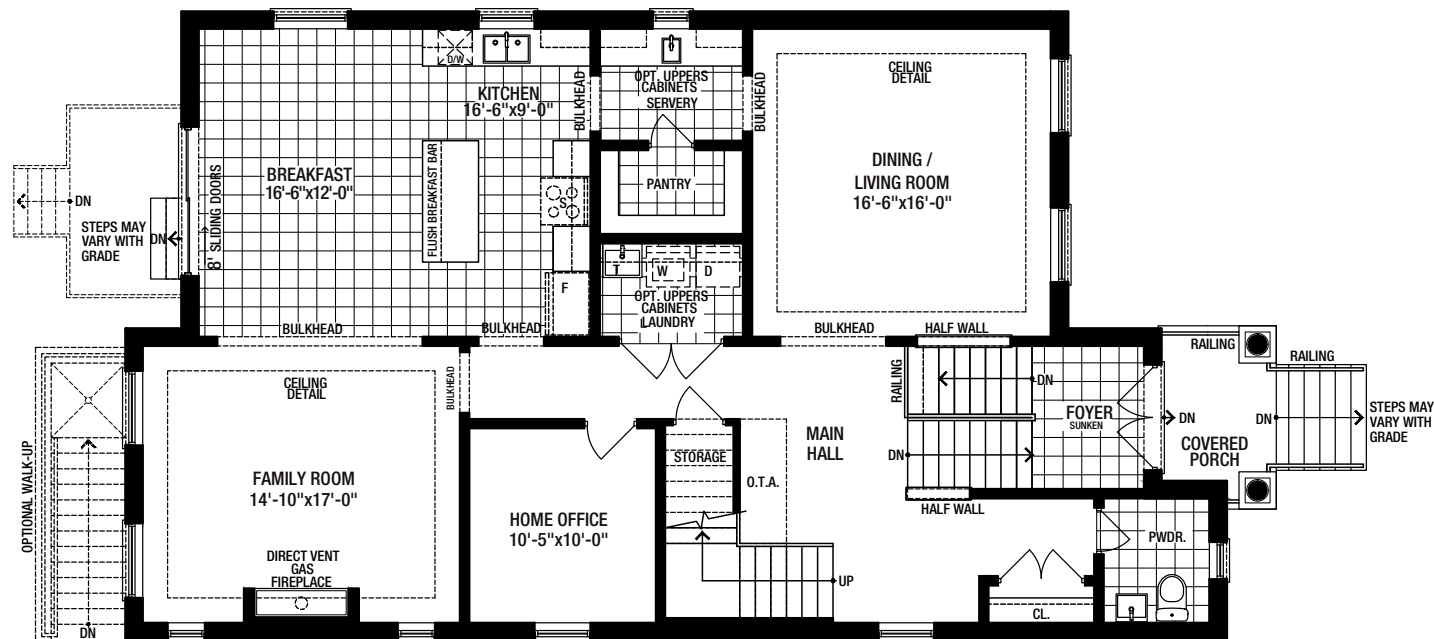 D/W
KITCHEN
16'-6"x9'-0"
BULKHEAD
OPT. UPPERS
CABINETS
SERVERY
BULKHEAD
CEILING
DETAIL
BREAKFAST
16'-6"x12'-0"
FLUSH BREAKFAST BAR
S
PANTRY
DINING /
LIVING ROOM
16'-6"x16'-0"
DN
STEPS MAY
VARY WITH
GRADE
DN
8' SLIDING DOORS
F
T
W
D
OPT. UPPERS
CABINETS
LAUNDRY
BULKHEAD
BULKHEAD
BULKHEAD
HALF WALL
RAILING
RAILING
CEILING
DETAIL
BULKHEAD
RAILING
DN
FOYER
SUNKEN
DN
DN
STEPS MAY
VARY WITH
GRADE
COVERED
PORCH
MAIN
HALL
DN
STORAGE
O.T.A.
FAMILY ROOM
14'-10"x17'-0"
OPTIONAL WALK-UP
HOME OFFICE
10'-5"x10'-0"
HALF WALL
PWDR.
DIRECT VENT
GAS
FIREPLACE
UP
CL.
DN